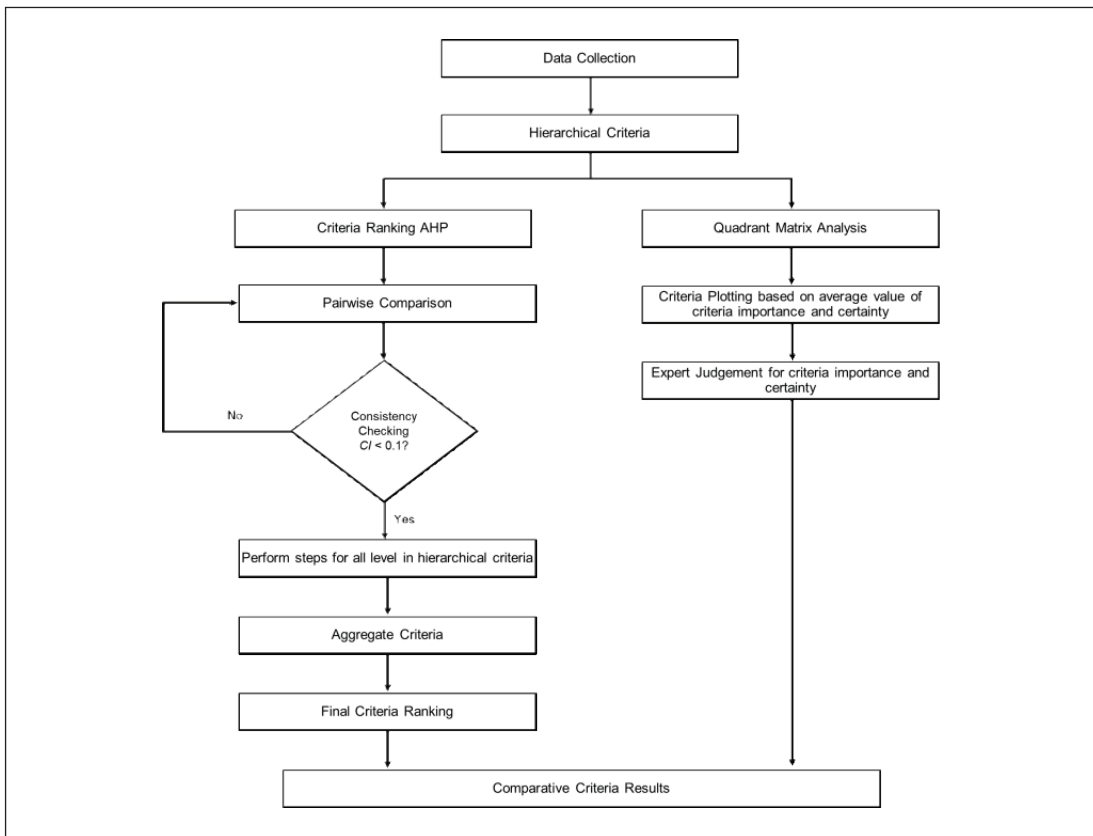 Data Collection
Hierarchical Criteria
Criteria Ranking AHP
Quadrant Matrix Analysis
Pairwise Comparison
Criteria Plotting based on average value of
criteria importance and certainty
Expert Judgement for criteria importance and
certainty
No
Consistency
Checking
CI < 0.1?
Yes
Perform steps for all level in hierarchical criteria
Aggregate Criteria
Final Criteria Ranking
Comparative Criteria Results